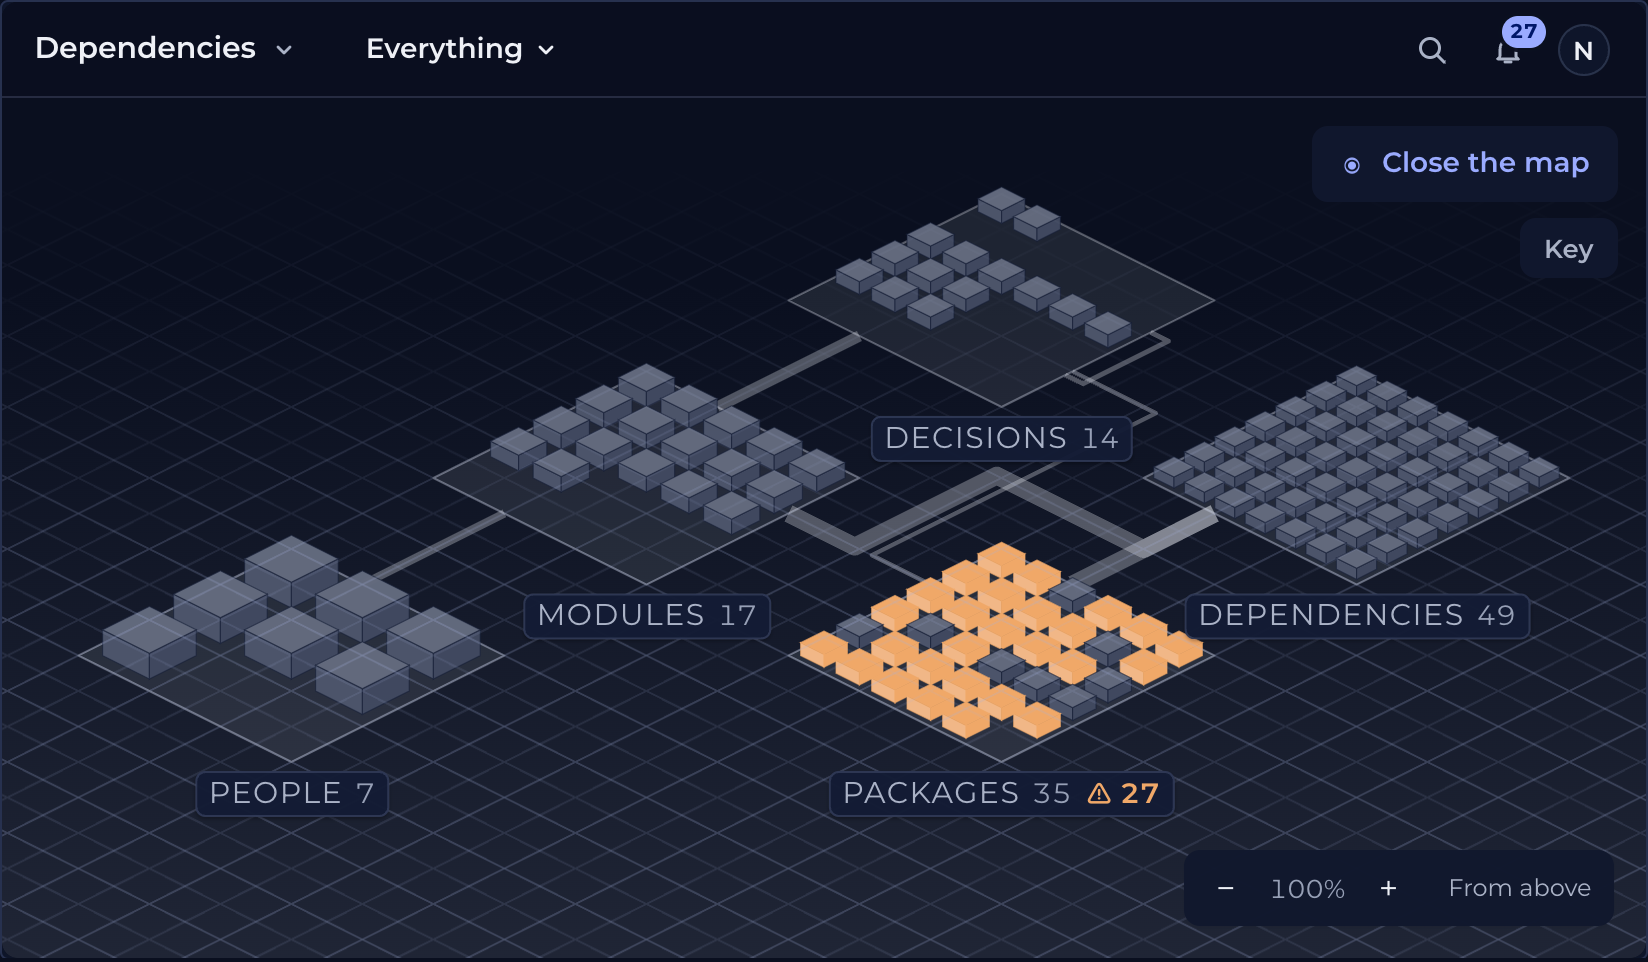 Dependencies
Everything
27
N
Close the map
Key
DECISIONS 14
MODULES 17
DEPENDENCIES 49
PEOPLE 7
PACKAGES 35 27
− 100% + From above